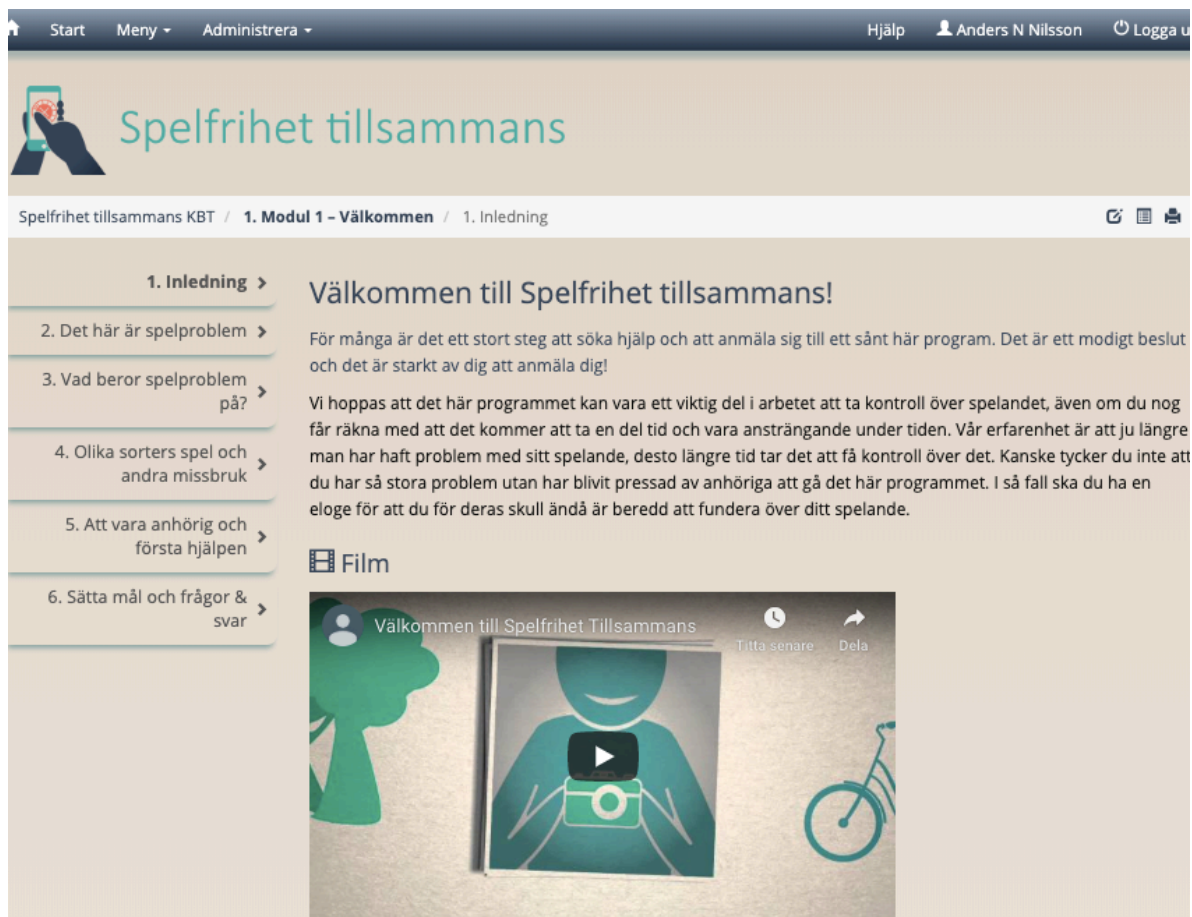 Start Meny Administrera Hjälp Anders N Nilsson Logga u
Spelfrihet tillsammans
Spelfrihet tillsammans KBT / 1. Modul 1 – Välkommen / 1. Inledning
1. Inledning
2. Det här är spelproblem
3. Vad beror spelproblem
på?
4. Olika sorters spel och
andra missbruk
5. Att vara anhörig och
första hjälpen
6. Sätta mål och frågor &
svar
Välkommen till Spelfrihet tillsammans!
För många är det ett stort steg att söka hjälp och att anmäla sig till ett sånt här program. Det är ett modigt beslut
och det är starkt av dig att anmäla dig!
Vi hoppas att det här programmet kan vara ett viktig del i arbetet att ta kontroll över spelandet, även om du nog
får räkna med att det kommer att ta en del tid och vara ansträngande under tiden. Vår erfarenhet är att ju längre
man har haft problem med sitt spelande, desto längre tid tar det att få kontroll över det. Kanske tycker du inte att
du har så stora problem utan har blivit pressad av anhöriga att gå det här programmet. I så fall ska du ha en
eloge för att du för deras skull ändå är beredd att fundera över ditt spelande.
Film
Välkommen till Spelfrihet Tillsammans
Titta senare Dela